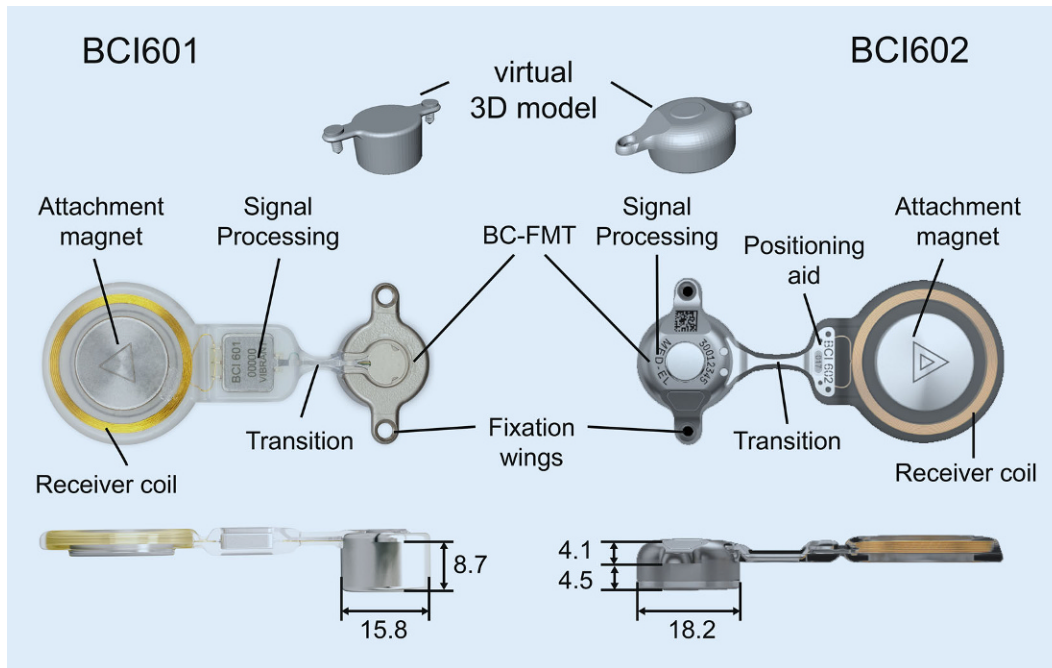 BCI601
BCI602
virtual
3D model
Attachment
magnet
Signal
Processing
BC-FMT
Signal
Processing
Positioning
aid
Attachment
magnet
BCI 601
00000
VIBRANT
MED-EL
30012345
BCI 602
Transition
Fixation
wings
Transition
Receiver coil
Receiver coil
8.7
15.8
4.1
4.5
18.2